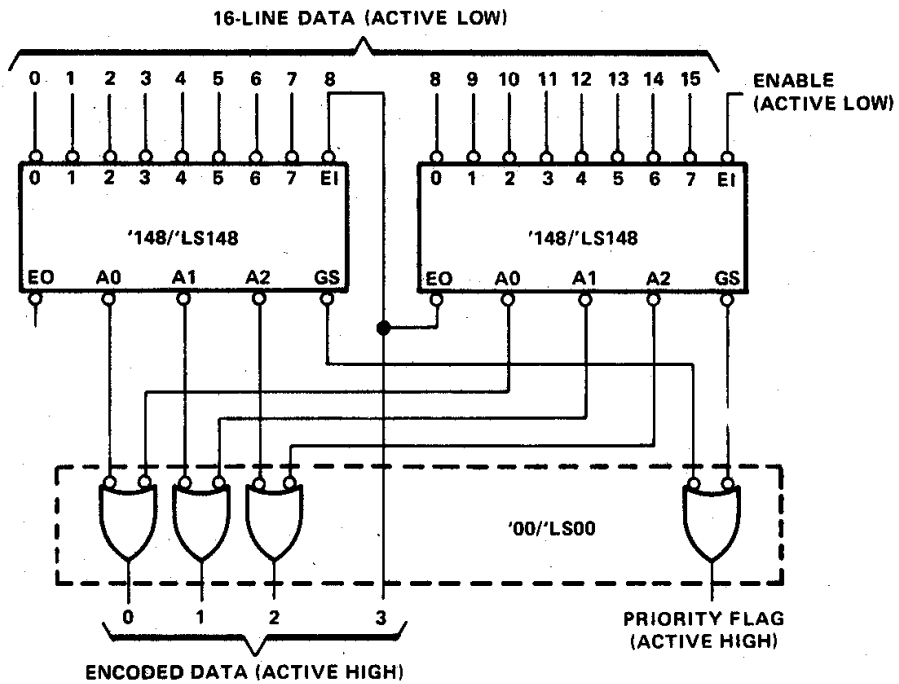 16-LINE DATA (ACTIVE LOW)
0 1 2 3 4 5 6 7 8 8 9 10 11 12 13 14 15
ENABLE
(ACTIVE LOW)
0 1 2 3 4 5 6 7 EI 0 1 2 3 4 5 6 7 EI
'148/'LS148 '148/'LS148
EO A0 A1 A2 GS EO A0 A1 A2 GS
'00/'LS00
0 1 2 3
PRIORITY FLAG
(ACTIVE HIGH)
ENCODED DATA (ACTIVE HIGH)